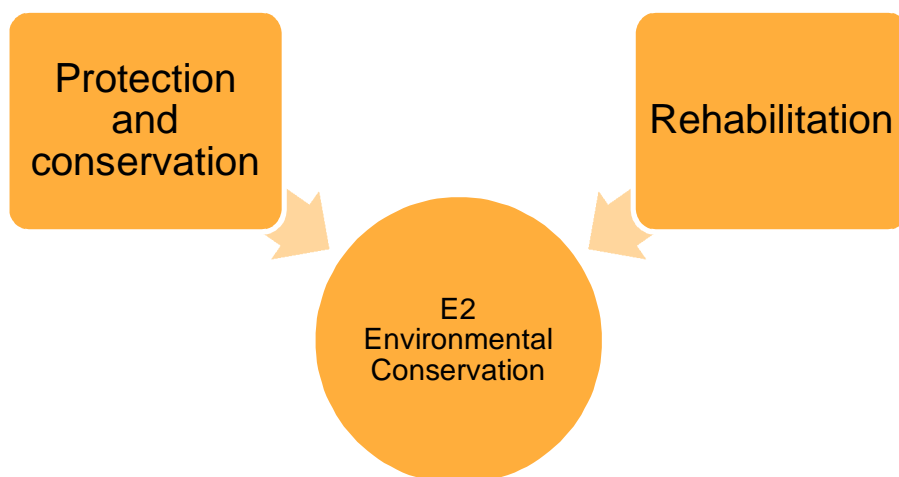 Protection
and
conservation
Rehabilitation
E2
Environmental
Conservation